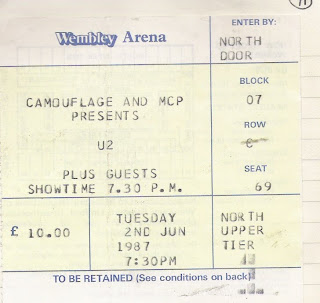 Wembley Arena
ENTER BY:
NORTH
DOOR
CAMOUFLAGE AND MCP
PRESENTS
U2
PLUS GUESTS
SHOWTIME 7.30 P.M.
BLOCK
07
ROW
C
SEAT
69
£ 10.00
TUESDAY
2ND JUN
1987
7:30PM
NORTH
UPPER
TIER
TO BE RETAINED (See conditions on back)